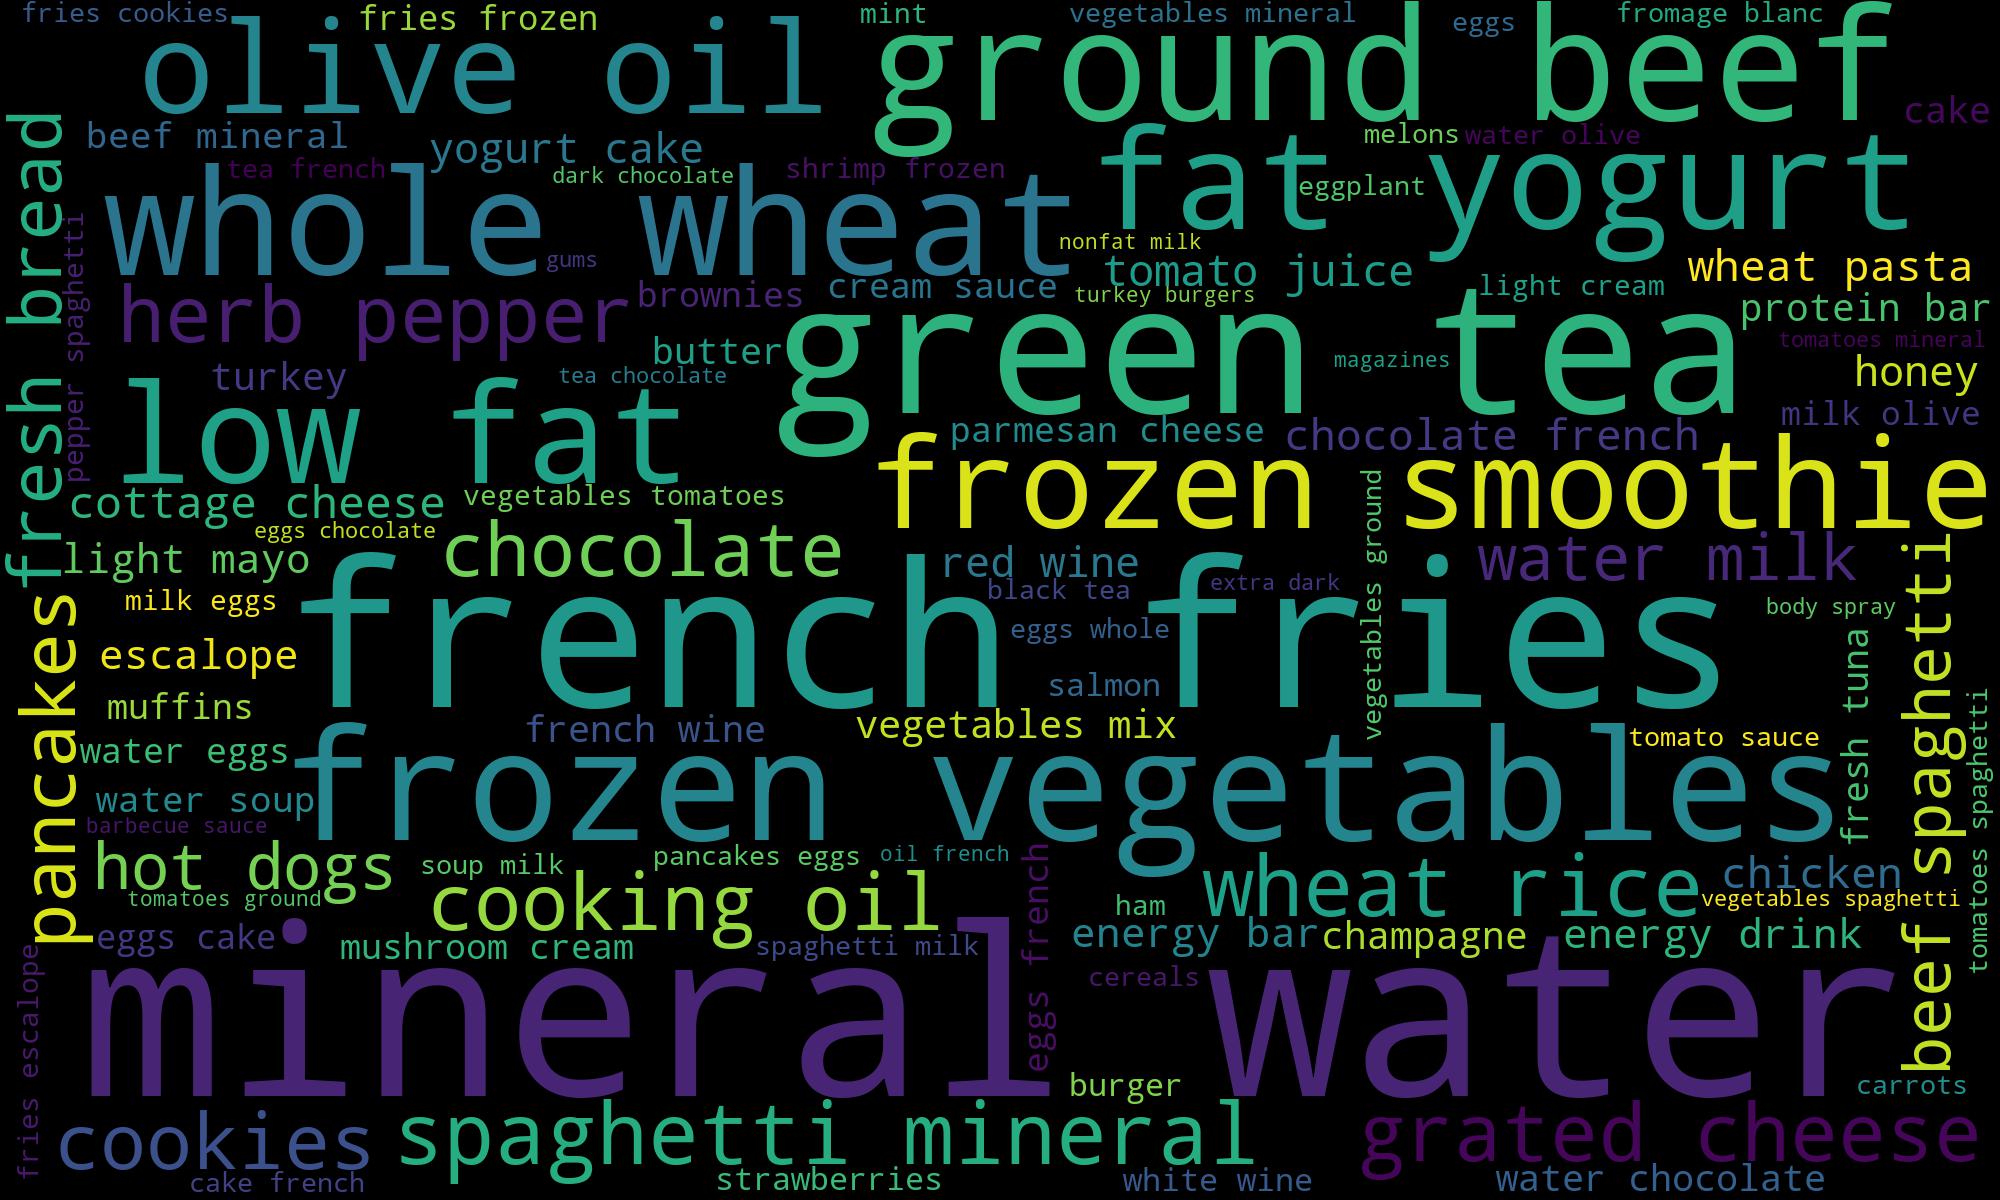 fries cookies
fries frozen
mint
vegetables mineral
eggs
fromage blanc
olive oil
ground beef
cake
beef mineral
yogurt cake
melons
water olive
fresh bread
tea french
dark chocolate
shrimp frozen
fat yogurt
eggplant
whole wheat
pepper spaghetti
gums
nonfat milk
tomato juice
wheat pasta
herb pepper
brownies
cream sauce
turkey burgers
light cream
protein bar
green tea
tomatoes mineral
butter
magazines
honey
turkey
tea chocolate
low fat
milk olive
parmesan cheese
chocolate french
frozen smoothie
cottage cheese
vegetables tomatoes
eggs chocolate
chocolate
light mayo
red wine
vegetables ground
water milk
black tea
extra dark
milk eggs
french fries
eggs whole
body spray
beef spaghetti
pancakes
escalope
salmon
fresh tuna
muffins
french wine
vegetables mix
tomato sauce
tomatoes spaghetti
water eggs
frozen vegetables
water soup
barbecue sauce
hot dogs
soup milk
pancakes eggs
oil french
wheat rice
chicken
tomatoes ground
cooking oil
ham
vegetables spaghetti
eggs cake
mushroom cream
spaghetti milk
eggs french
energy bar
champagne
energy drink
fries escalope
cereals
mineral water
burger
carrots
cookies
spaghetti mineral
grated cheese
cake french
strawberries
white wine
water chocolate